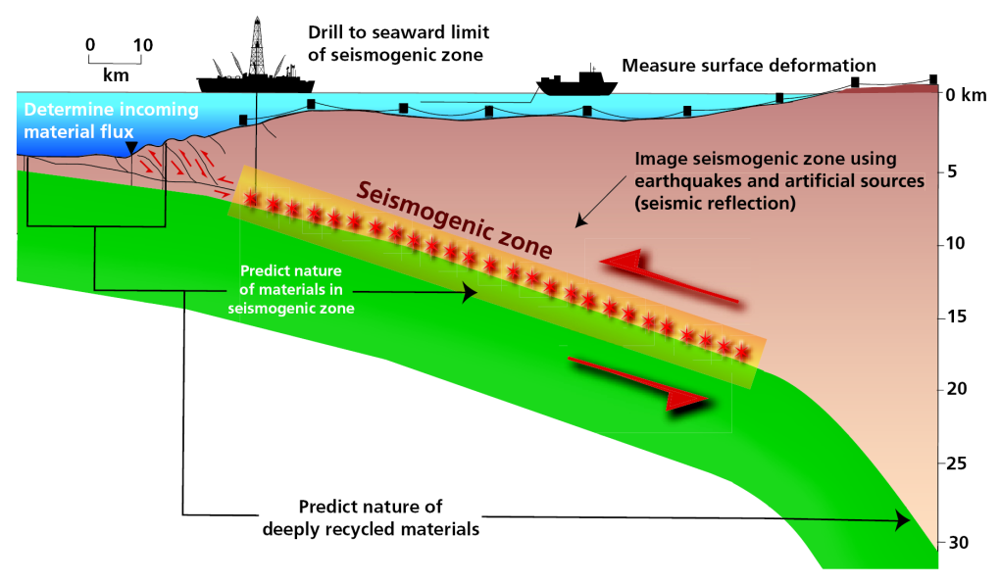 0 10
km
Drill to seaward limit
of seismogenic zone
Measure surface deformation
Determine incoming
material flux
0 km
5
10
15
20
25
30
Image seismogenic zone using
earthquakes and artificial sources
(seismic reflection)
Seismogenic zone
Predict nature
of materials in
seismogenic zone
Predict nature of
deeply recycled materials